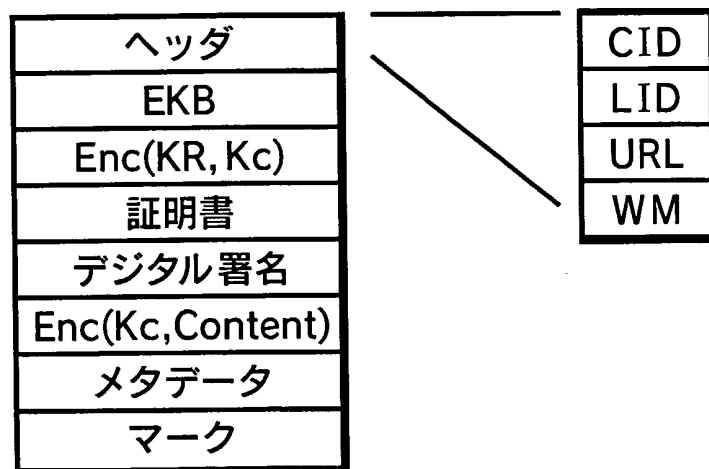 ヘッダ
EKB
Enc(KR, Kc)
証明書
デジタル署名
Enc(Kc,Content)
メタデータ
マーク
CID
LID
URL
WM